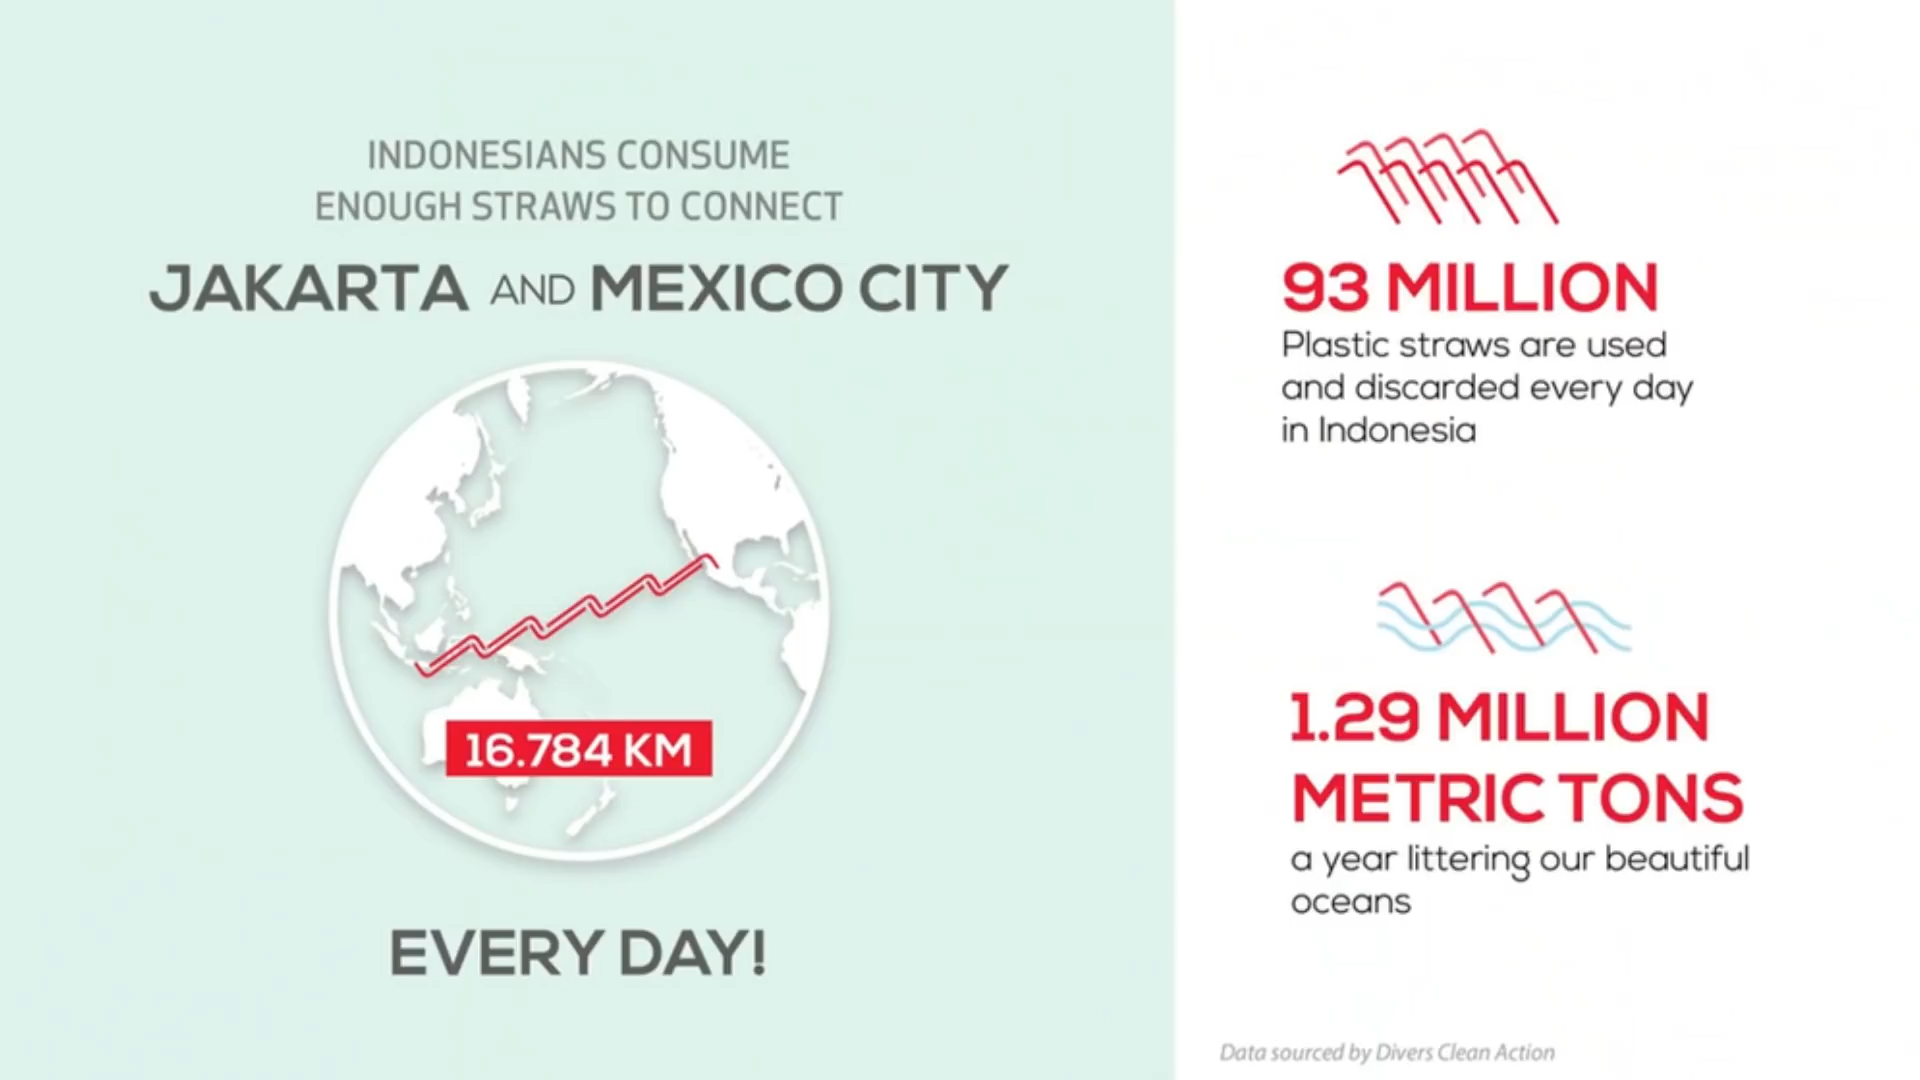 INDONESIANS CONSUME
ENOUGH STRAWS TO CONNECT
JAKARTA AND MEXICO CITY
16.784 KM
EVERY DAY!
93 MILLION
Plastic straws are used
and discarded every day
in Indonesia
1.29 MILLION
METRIC TONS
a year littering our beautiful
oceans
Data sourced by Divers Clean Action